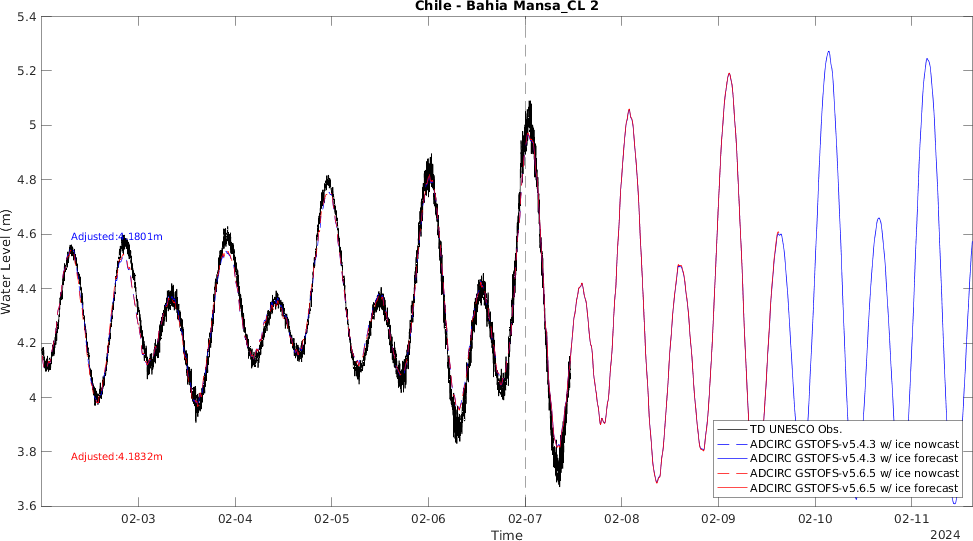 Chile - Bahia Mansa_CL 2
5.4
5.2
5
4.8
4.6
4.4
4.2
4
3.8
3.6
Water Level (m)
Adjusted:4.1801m
Adjusted:4.1832m
TD UNESCO Obs.
ADCIRC GSTOFS-v5.4.3 w/ ice nowcast
ADCIRC GSTOFS-v5.4.3 w/ ice forecast
ADCIRC GSTOFS-v5.6.5 w/ ice nowcast
ADCIRC GSTOFS-v5.6.5 w/ ice forecast
02-03 02-04 02-05 02-06 02-07 02-08 02-09 02-10 02-11
Time
2024